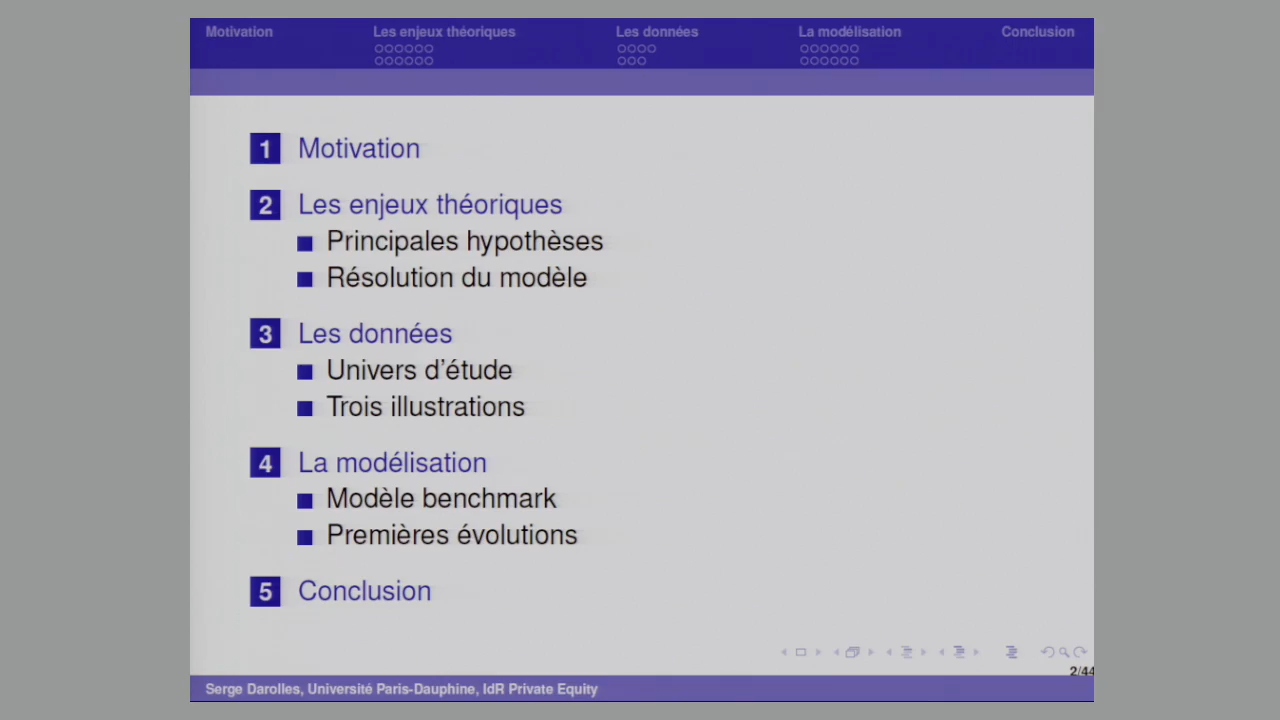 Motivation Les enjeux théoriques Les données La modélisation Conclusion
1 Motivation
2 Les enjeux théoriques
Principales hypothèses
Résolution du modèle
3 Les données
Univers d'étude
Trois illustrations
4 La modélisation
Modèle benchmark
Premières évolutions
5 Conclusion
2/44
Serge Darolles, Université Paris-Dauphine, IdR Private Equity